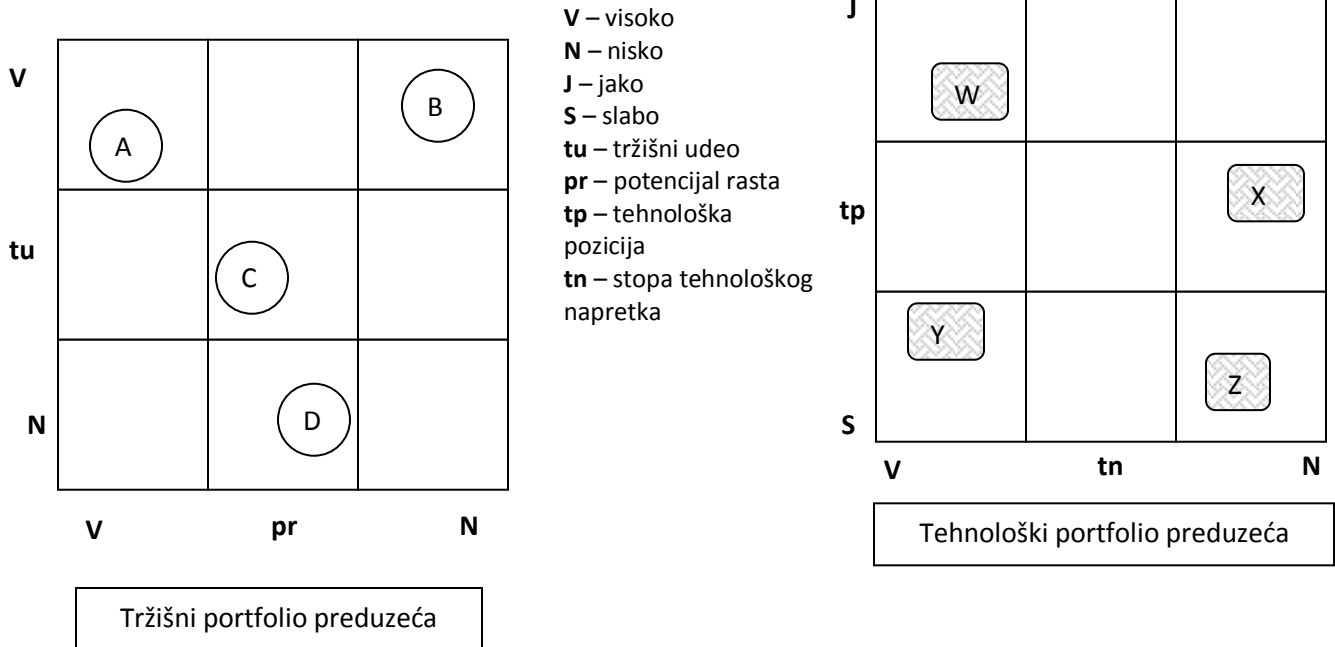 V
A
B
tu
C
N
D
V
pr
N
Tržišni portfolio preduzeća
V – visoko
N – nisko
J – jako
S – slabo
tu – tržišni udeo
pr – potencijal rasta
tp – tehnološka
pozicija
tn – stopa tehnološkog
napretka
J
W
X
tp
Y
Z
S
V
tn
N
Tehnološki portfolio preduzeća